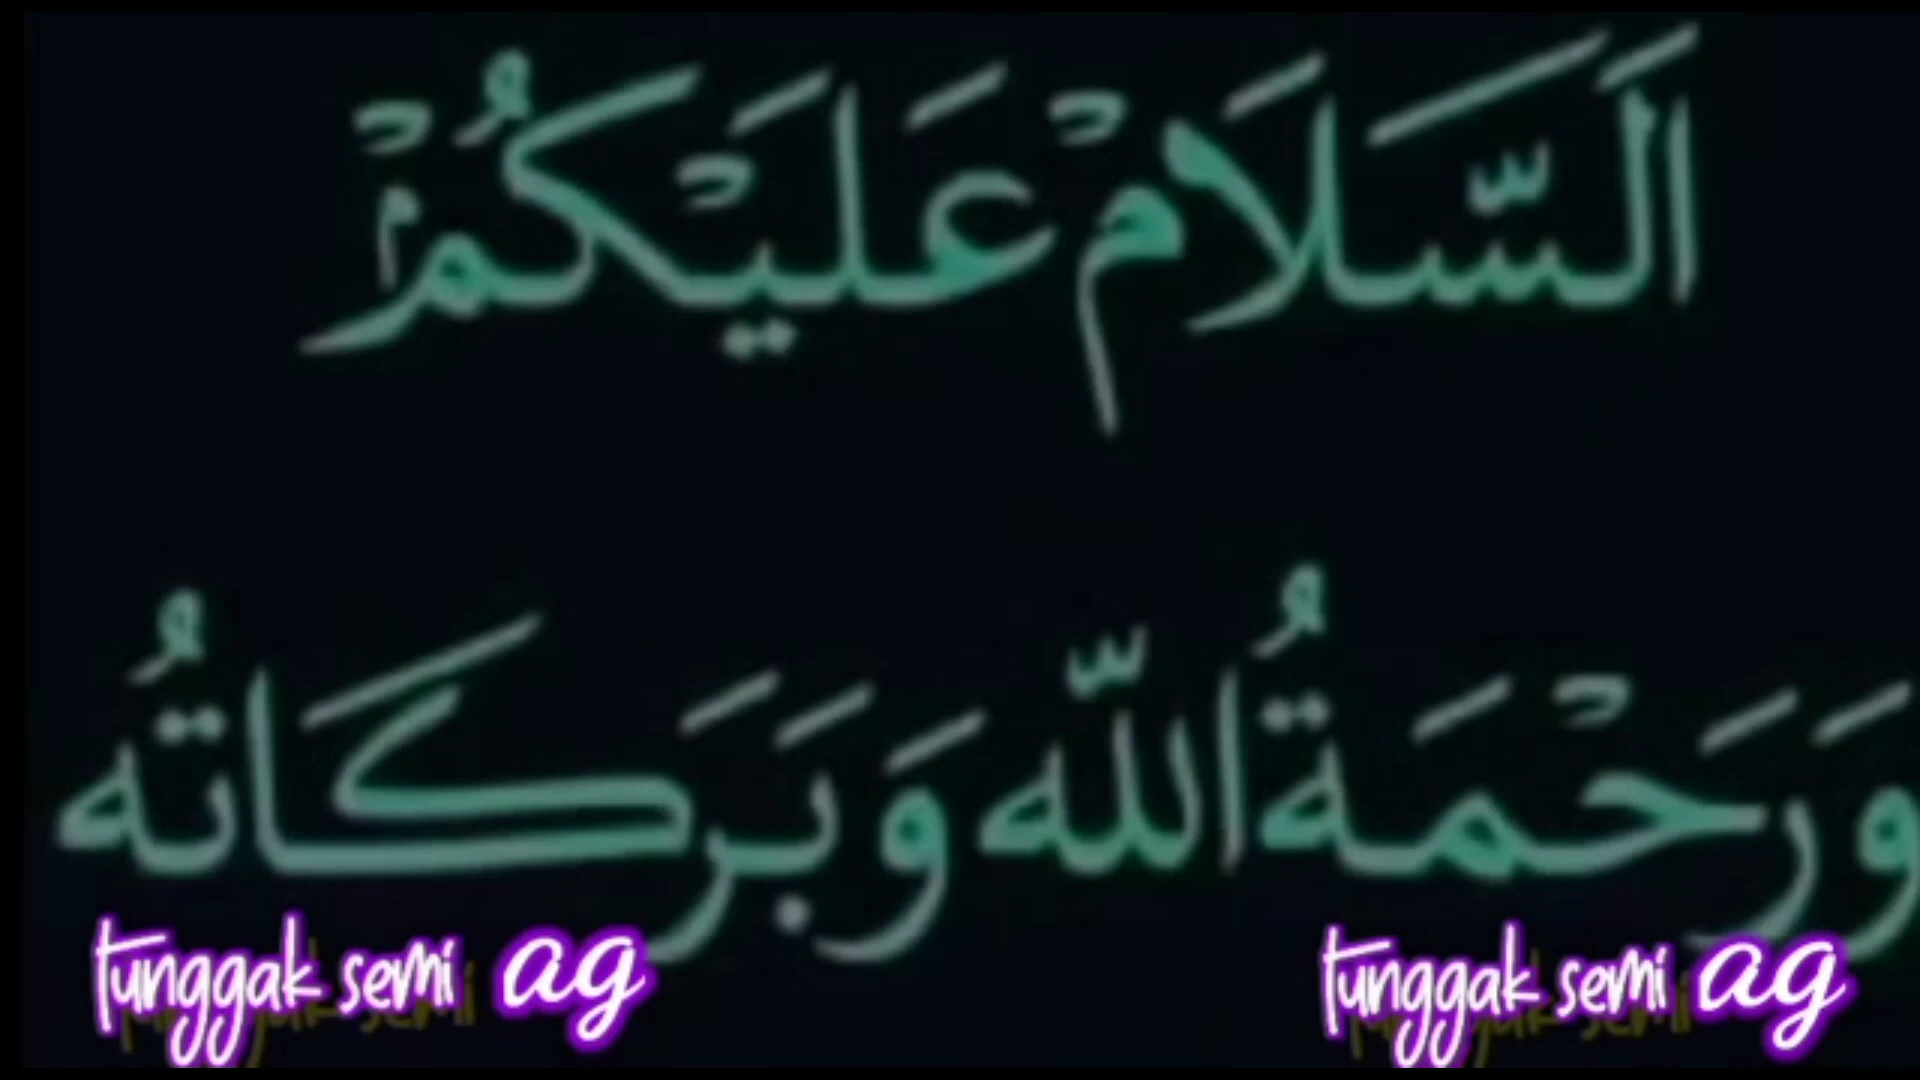 اَلسَّلَامْ عَلَيْكُمْ
وَرَحْمَةُ اللّه وَبَرَكَاتُه
tunggak semi ag
tunggak semi ag